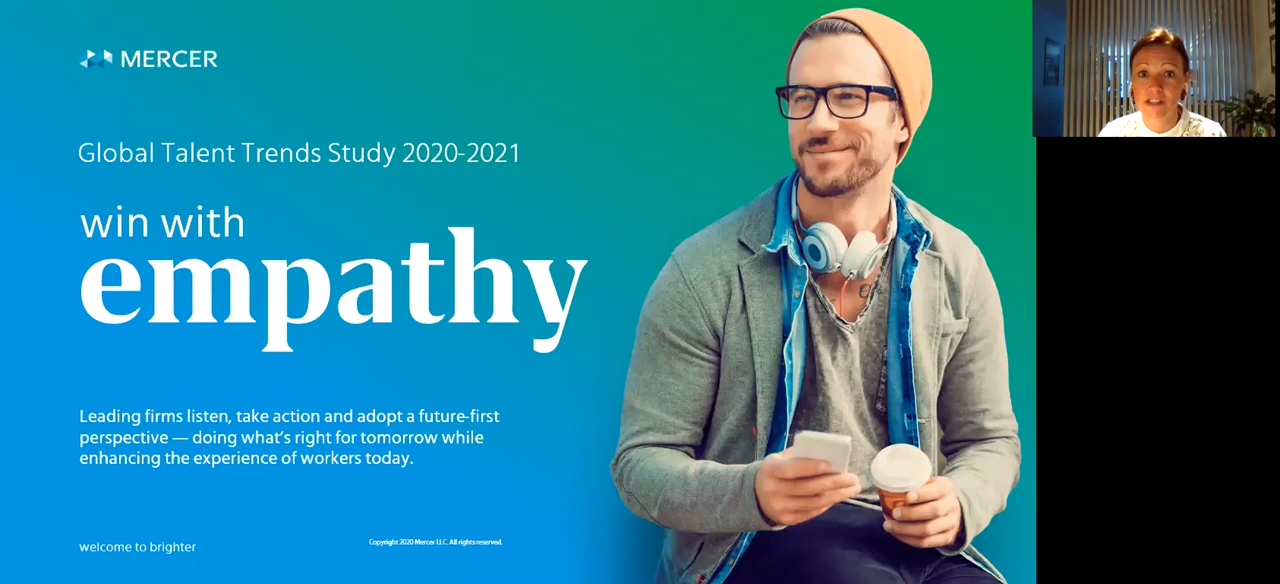 MERCER
Global Talent Trends Study 2020-2021
win with
empathy
Leading firms listen, take action and adopt a future-first
perspective — doing what's right for tomorrow while
enhancing the experience of workers today.
welcome to brighter
Copyright 2020 Mercer LLC. All rights reserved.